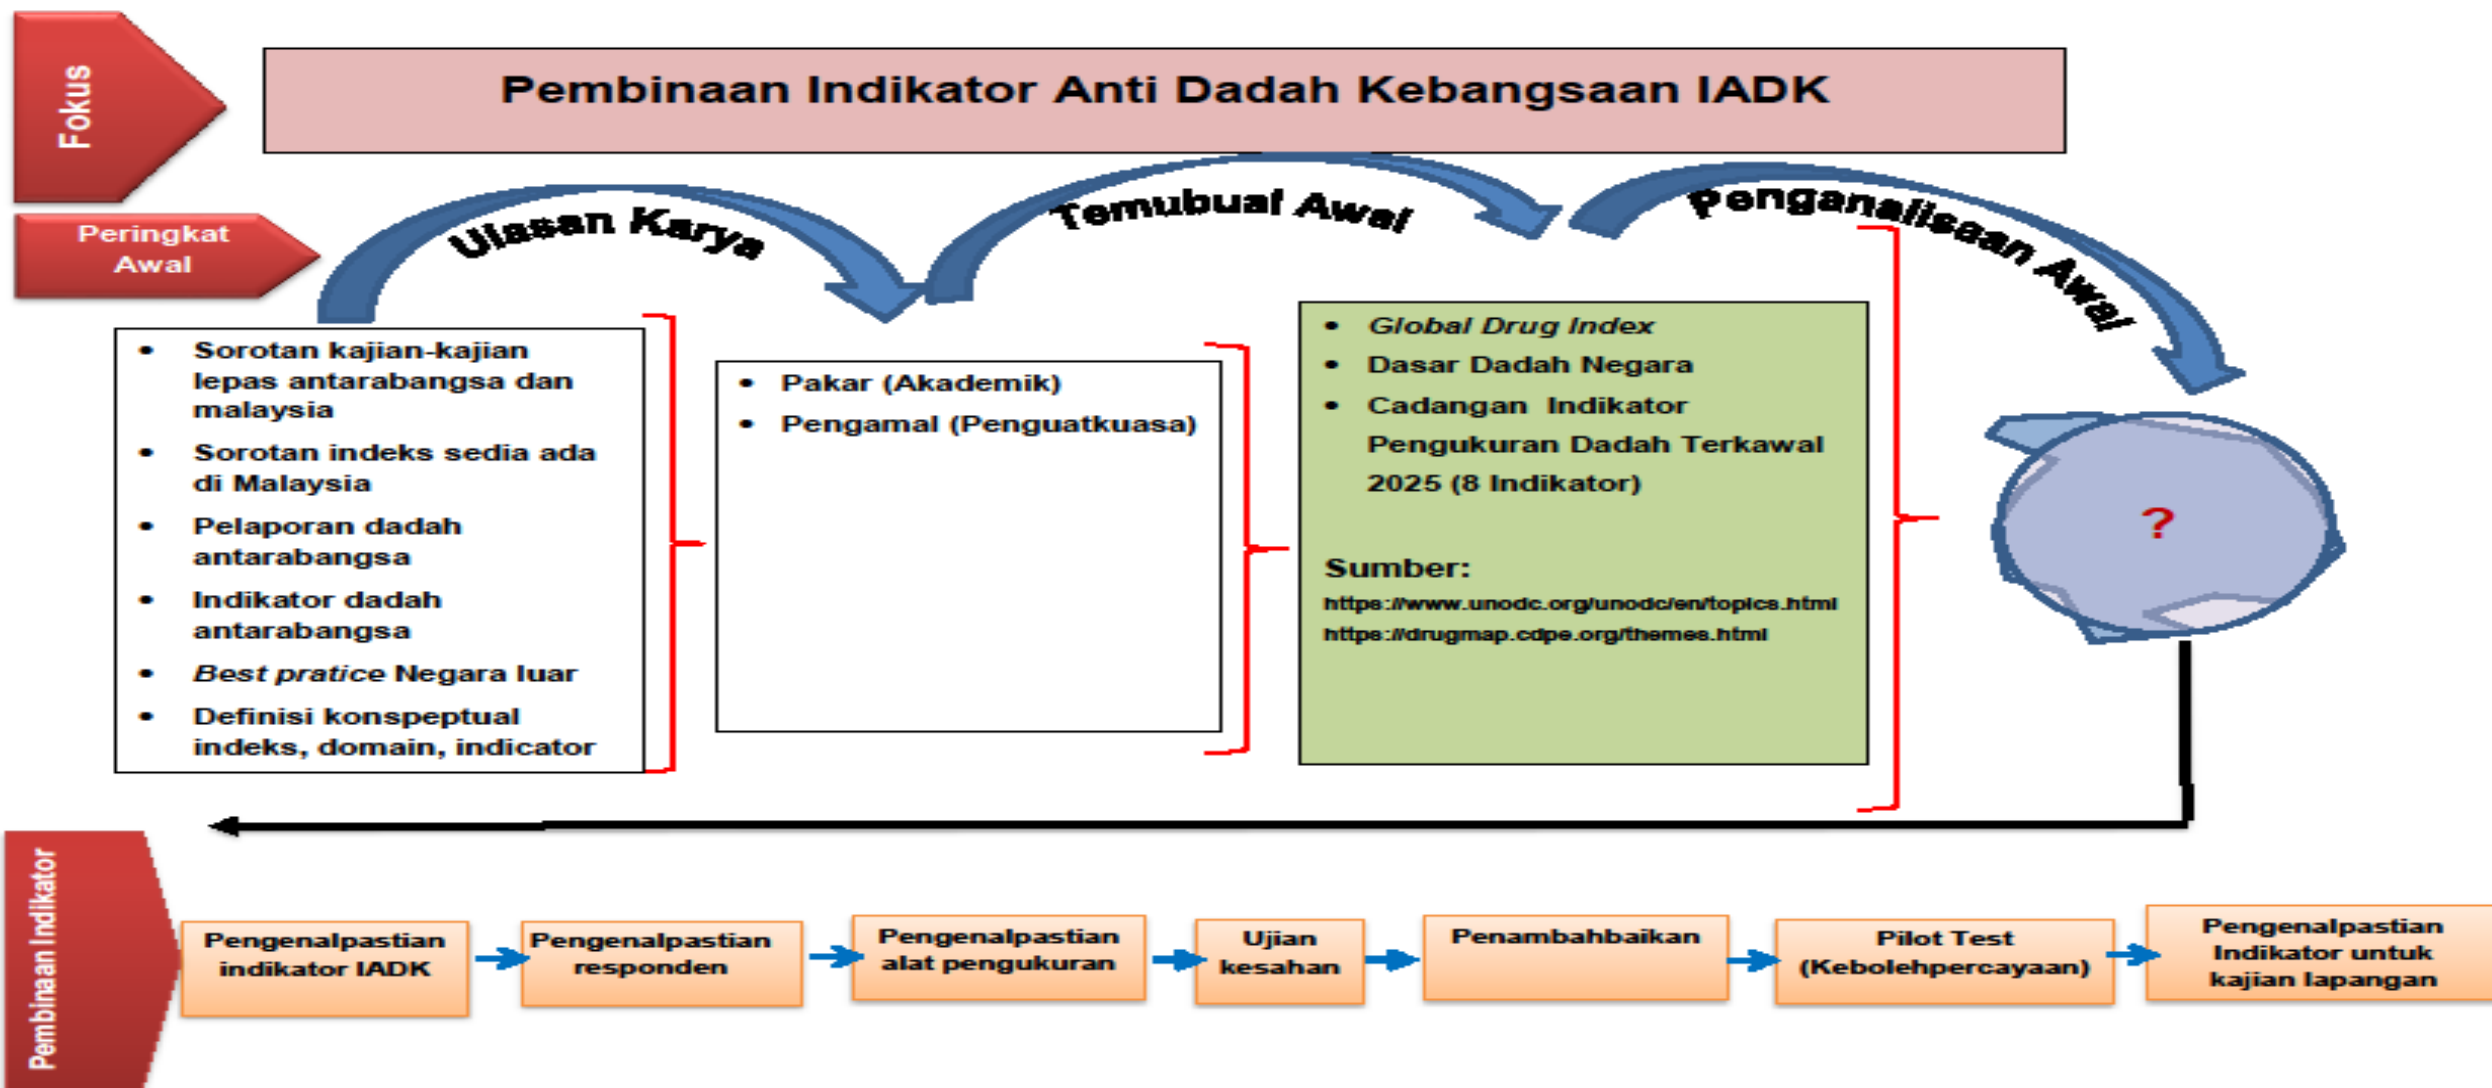 Fokus
Pembinaan Indikator Anti Dadah Kebangsaan IADK
Peringkat
Awal
Ulasan Karya
Temubual Awal
Penganalisaan Awal
• Sorotan kajian-kajian
lepas antarabangsa dan
malaysia
• Sorotan indeks sedia ada
di Malaysia
• Pelaporan dadah
antarabangsa
• Indikator dadah
antarabangsa
• Best pratice Negara luar
• Definisi konspeptual
indeks, domain, indicator
• Pakar (Akademik)
• Pengamal (Penguatkuasa)
• Global Drug Index
• Dasar Dadah Negara
• Cadangan Indikator
Pengukuran Dadah Terkawal
2025 (8 Indikator)
Sumber:
https://www.unodc.org/unodc/en/topics.html
https://drugmap.cdpe.org/themes.html
?
Pembinaan Indikator
Pengenalpastian
indikator IADK
Pengenalpastian
responden
Pengenalpastian
alat pengukuran
Ujian
kesahan
Penambahbaikan
Pilot Test
(Kebolehpercayaan)
Pengenalpastian
Indikator untuk
kajian lapangan